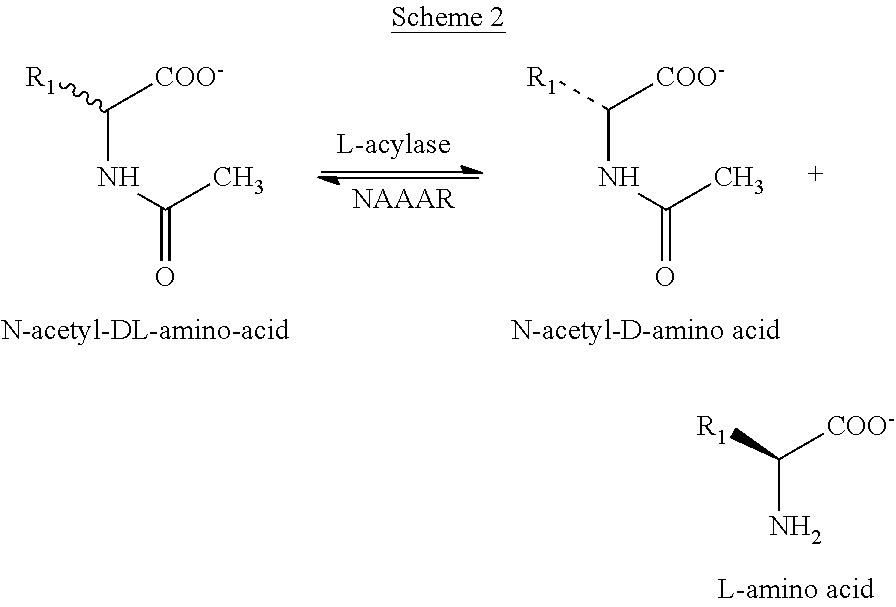 Scheme 2
R1 COO- R1 COO-
L-acylase
NH CH3 NH CH3 +
NAAAR
O O
N-acetyl-DL-amino-acid N-acetyl-D-amino acid
R1 COO-
NH2
L-amino acid